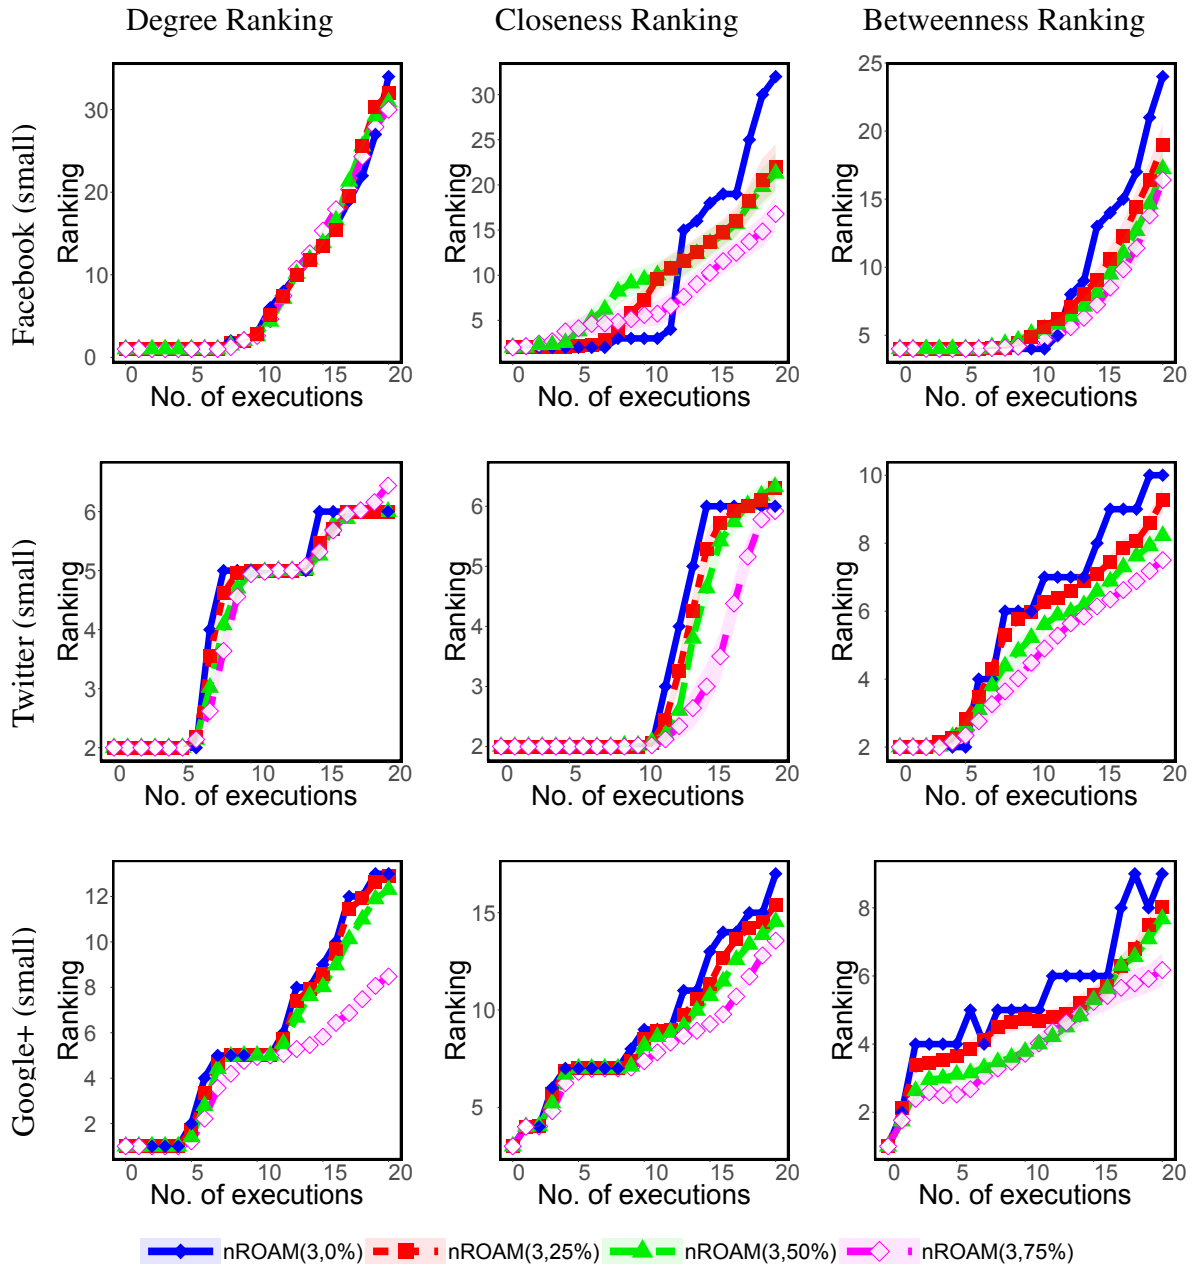 Degree Ranking Closeness Ranking Betweenness Ranking
Facebook (small)
Ranking
30
20
10
0
0 5 10 15 20
No. of executions
Ranking
30
25
20
15
10
5
0 5 10 15 20
No. of executions
Ranking
25
20
15
10
5
0 5 10 15 20
No. of executions
Twitter (small)
Ranking
6
5
4
3
2
0 5 10 15 20
No. of executions
Ranking
6
5
4
3
2
0 5 10 15 20
No. of executions
Ranking
10
8
6
4
2
0 5 10 15 20
No. of executions
Google+ (small)
Ranking
12
10
8
6
4
2
0 5 10 15 20
No. of executions
Ranking
15
10
5
0 5 10 15 20
No. of executions
Ranking
8
6
4
2
0 5 10 15 20
No. of executions
nROAM(3,0%) nROAM(3,25%) nROAM(3,50%) nROAM(3,75%)